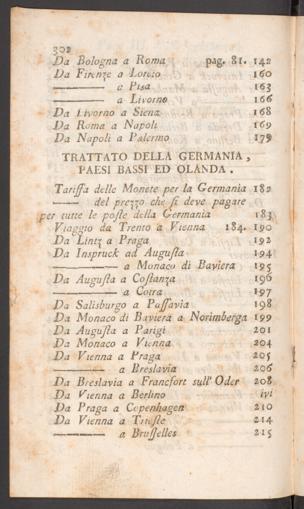 302
Da Bologna a Roma pag. 81. 142
Da Firenze a Loreto 160
——— a Pisa 163
——— a Livorno 166
Da Livorno a Siena 168
Da Roma a Napoli 169
Da Napoli a Palermo 179
TRATTATO DELLA GERMANIA,
PAESI BASSI ED OLANDA.
Tariffa delle Monete per la Germania 182
——— del prezzo che si deve pagare
per tutte le poste della Germania 183
Viaggio da Trento a Vienna 184. 190
Da Lintz a Praga 192
Da Inspruck ad Augusta 194
——— a Monaco di Baviera 195
Da Augusta a Costanza 196
——— a Cotra 197
Da Salisburgo a Passavia 198
Da Monaco di Baviera a Norimberga 199
Da Augusta a Parigi 201
Da Monaco a Vienna 204
Da Vienna a Praga 205
——— a Breslavia 206
Da Breslavia a Francfort sull' Oder 208
Da Vienna a Berlino ivi
Da Praga a Copenhagen 210
Da Vienna a Trieste 214
——— a Brusselles 215